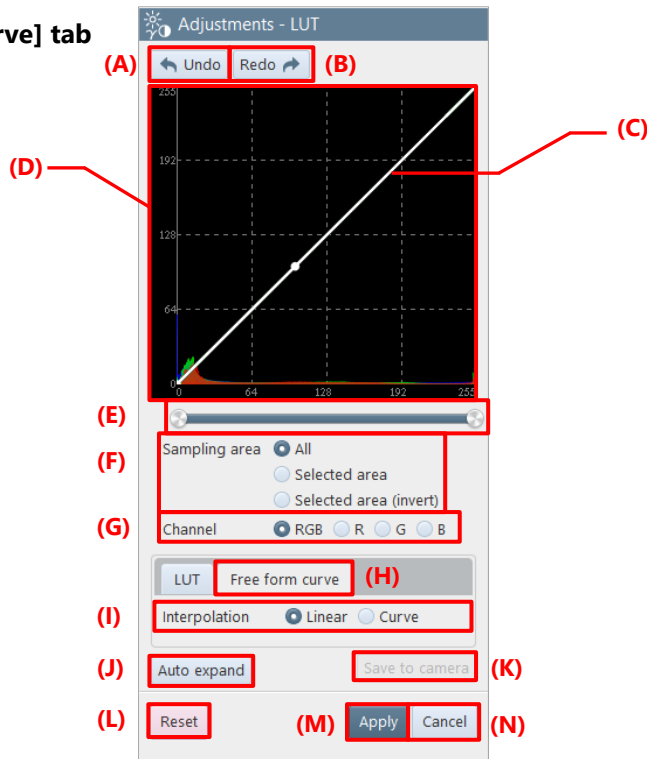 rve] tab
Adjustments - LUT
(A) Undo Redo (B)
255
(C)
192
(D)
128
64
0
0 64 128 192 255
(E)
(F) Sampling area All
Selected area
Selected area (invert)
(G) Channel RGB R G B
LUT Free form curve (H)
(I) Interpolation Linear Curve
(J) Auto expand Save to camera (K)
(L) Reset (M) Apply Cancel (N)